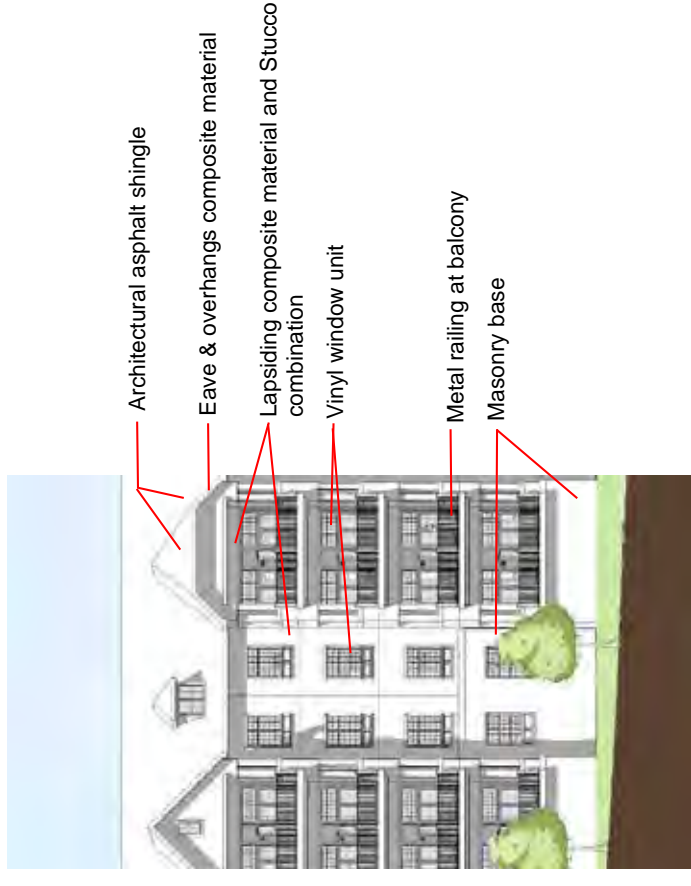 Architectural asphalt shingle
Eave & overhangs composite material
Lapsiding composite material and Stucco
combination
Vinyl window unit
Metal railing at balcony
Masonry base